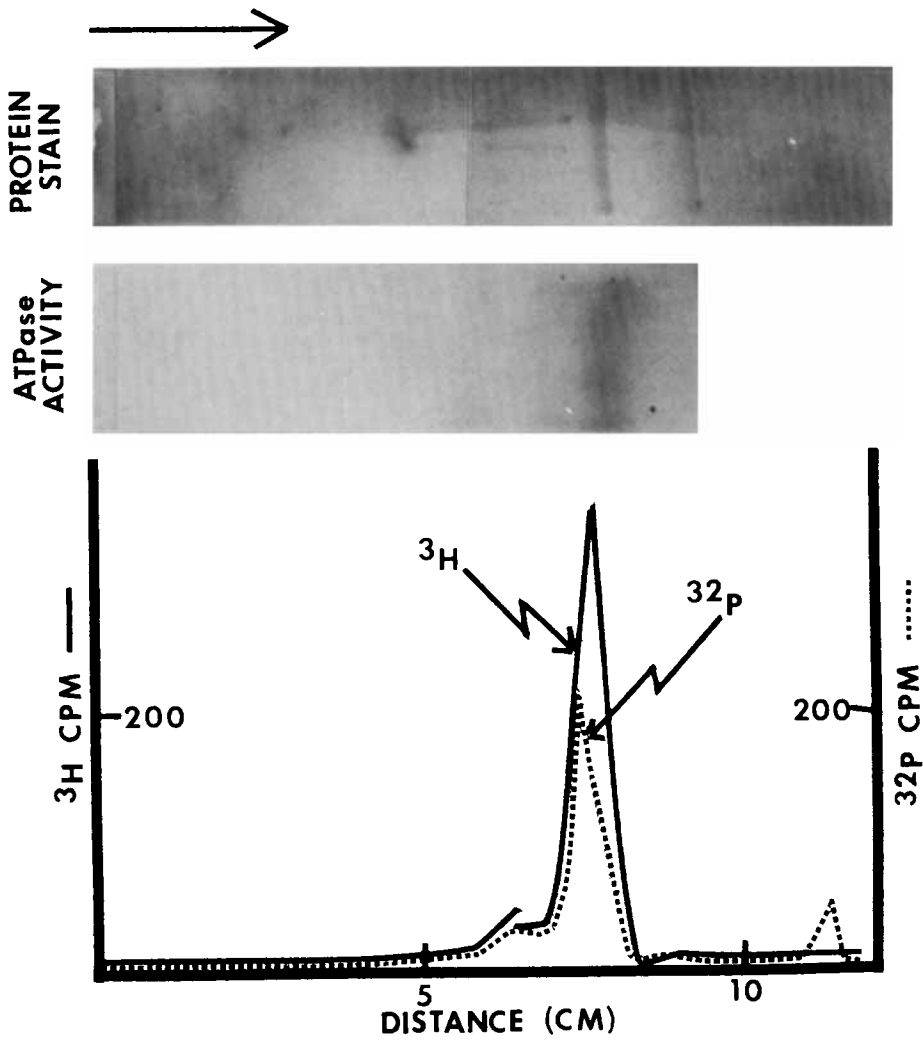 PROTEIN
STAIN
ATPase
ACTIVITY
³H
³²P
³H CPM
200
200
³²P CPM
5
10
DISTANCE (CM)